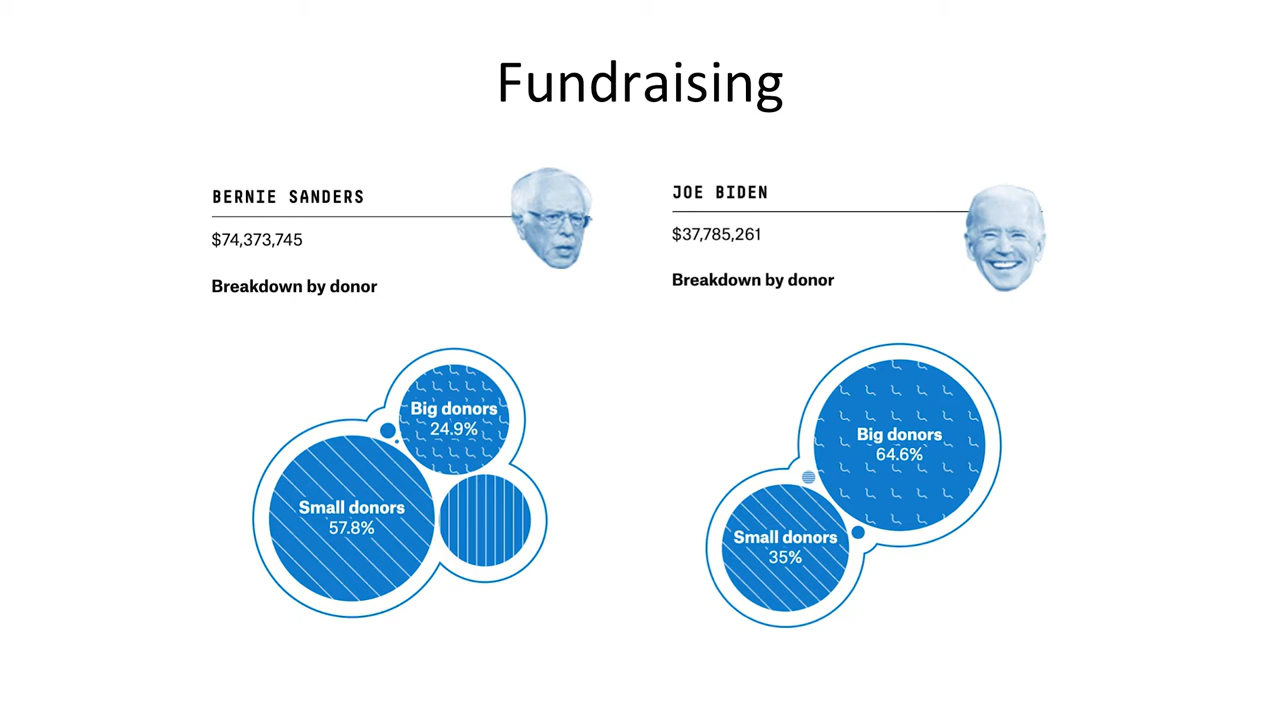 Fundraising
BERNIE SANDERS
$74,373,745
Breakdown by donor
Big donors
24.9%
Small donors
57.8%
JOE BIDEN
$37,785,261
Breakdown by donor
Big donors
64.6%
Small donors
35%